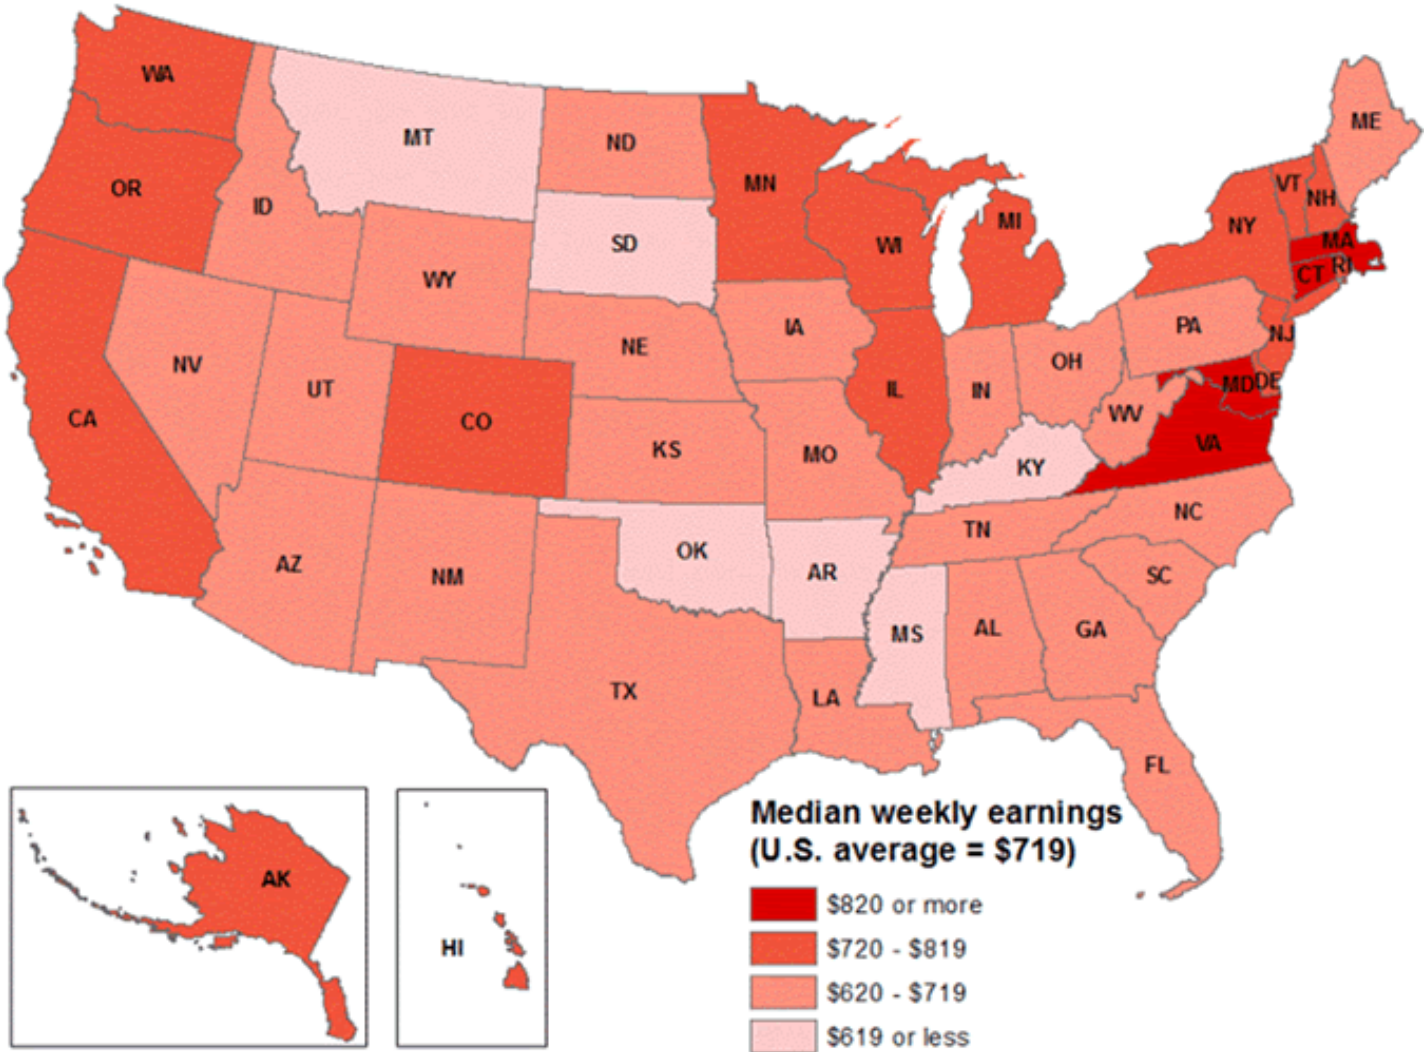 WA
MT
ND
MN
ME
OR
ID
SD
WI
MI
VT
NH
NY
MA
CT
RI
WY
IA
PA
NJ
NV
UT
NE
IL
IN
OH
MD
DE
CA
CO
KS
MO
WV
VA
KY
AZ
NM
OK
AR
TN
NC
SC
MS
AL
GA
TX
LA
FL
AK
HI
Median weekly earnings
(U.S. average = $719)
$820 or more
$720 - $819
$620 - $719
$619 or less